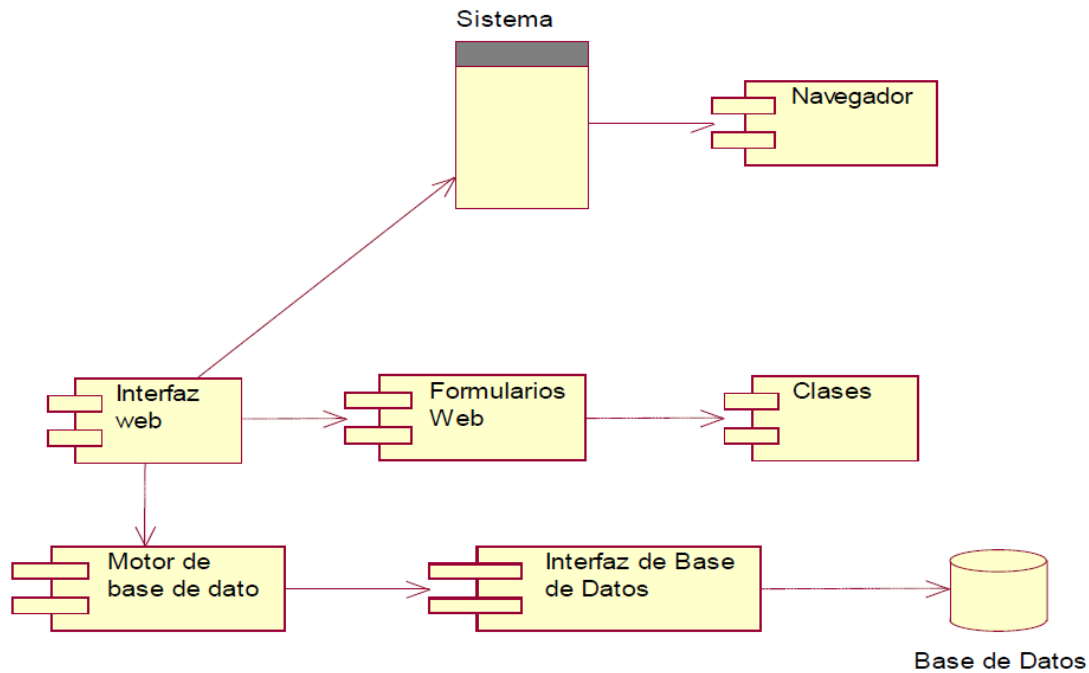 Sistema
Navegador
Interfaz
web
Formularios
Web
Clases
Motor de
base de dato
Interfaz de Base
de Datos
Base de Datos